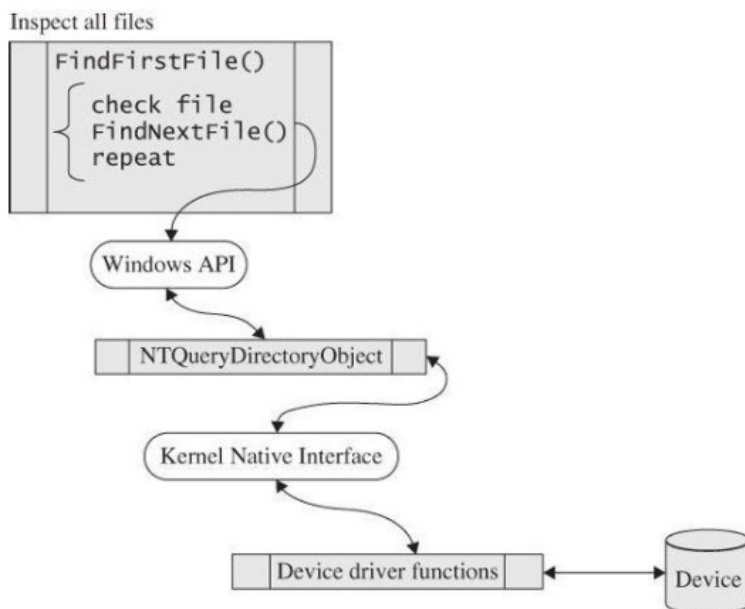 Inspect all files
FindFirstFile()
check file
FindNextFile()
repeat
Windows API
NTQueryDirectoryObject
Kernel Native Interface
Device driver functions
Device